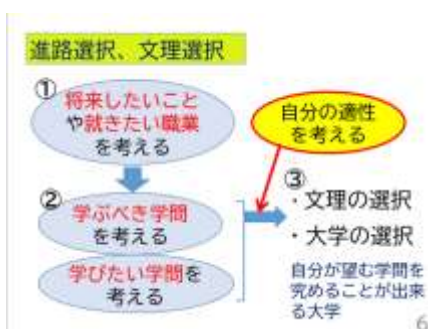 進路選択、文理選択
①
将来したいこと
や就きたい職業
を考える
自分の適性
を考える
②
学ぶべき学問
を考える
学びたい学問を
考える
③
・文理の選択
・大学の選択
自分が望む学問を
究めることが出来
る大学
6